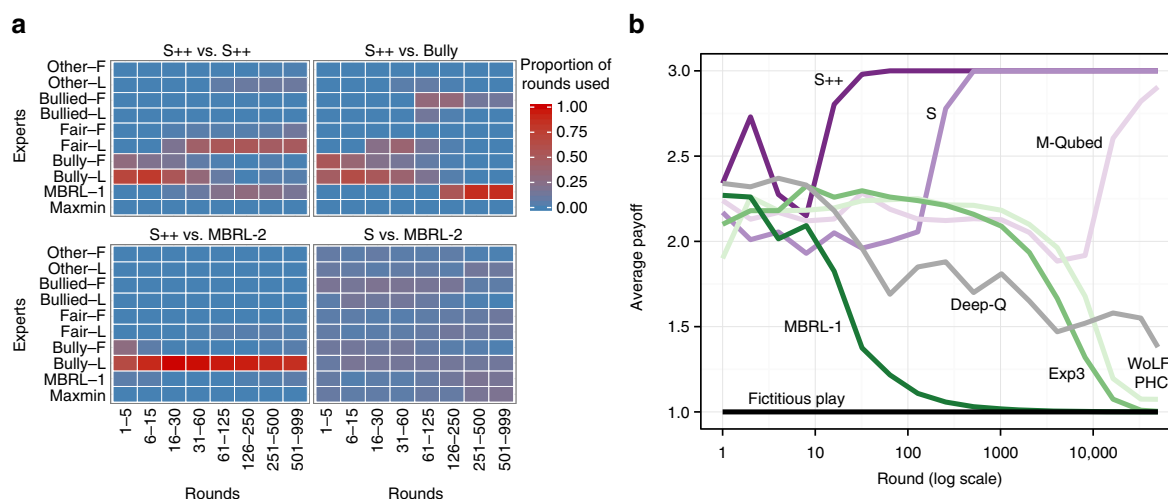 a
S++ vs. S++
S++ vs. Bully
Experts
Other–F
Other–L
Bullied–F
Bullied–L
Fair–F
Fair–L
Bully–F
Bully–L
MBRL–1
Maxmin
Proportion of
rounds used
1.00
0.75
0.50
0.25
0.00
S++ vs. MBRL–2
S vs. MBRL–2
Experts
Other–F
Other–L
Bullied–F
Bullied–L
Fair–F
Fair–L
Bully–F
Bully–L
MBRL–1
Maxmin
1–5
6–15
16–30
31–60
61–125
126–250
251–500
501–999
1–5
6–15
16–30
31–60
61–125
126–250
251–500
501–999
Rounds
Rounds
b
Average payoff
3.0
2.5
2.0
1.5
1.0
S++
S
M-Qubed
Deep-Q
MBRL-1
WoLF
PHC
Exp3
Fictitious play
1
10
100
1000
10,000
Round (log scale)